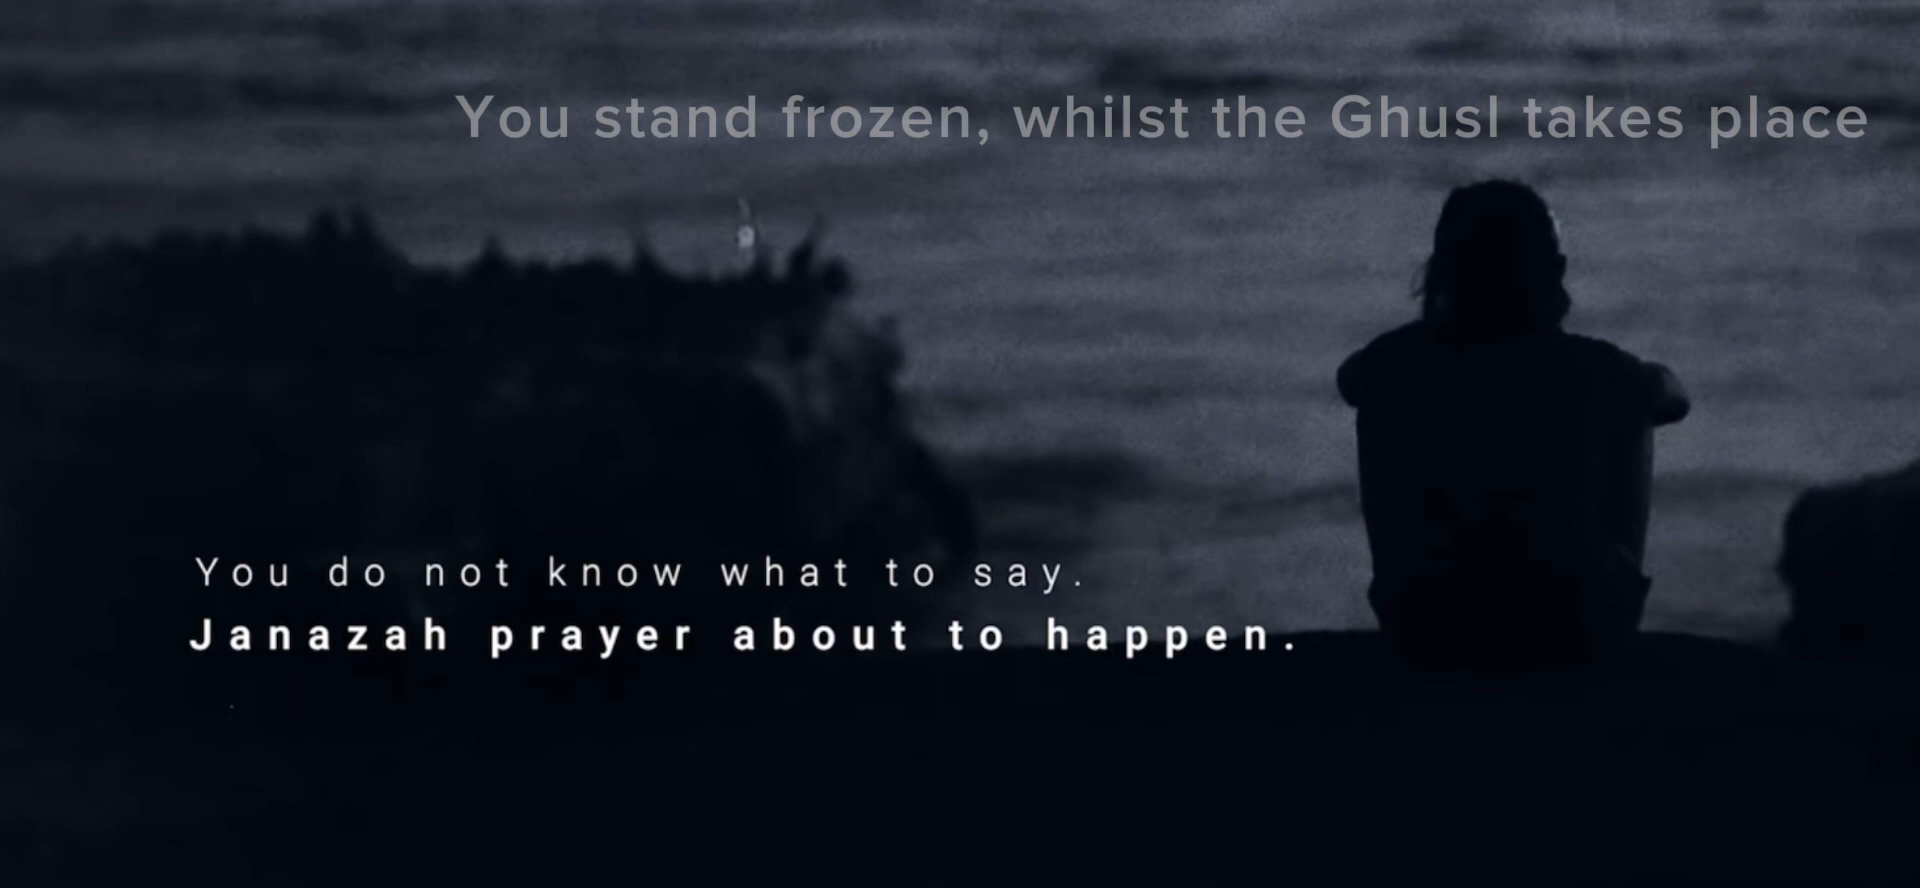 You stand frozen, whilst the Ghusl takes place
You do not know what to say.
Janazah prayer about to happen.